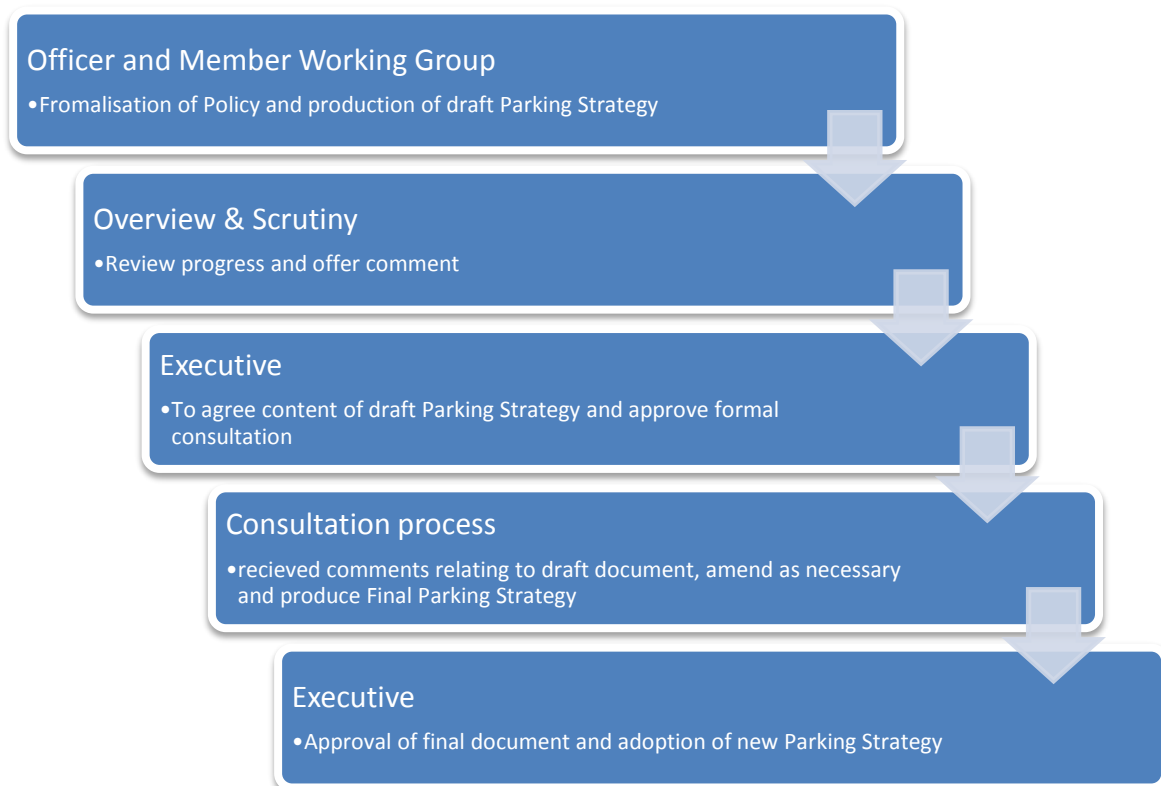 Officer and Member Working Group
•Fromalisation of Policy and production of draft Parking Strategy
Overview & Scrutiny
•Review progress and offer comment
Executive
•To agree content of draft Parking Strategy and approve formal
consultation
Consultation process
•recieved comments relating to draft document, amend as necessary
and produce Final Parking Strategy
Executive
•Approval of final document and adoption of new Parking Strategy